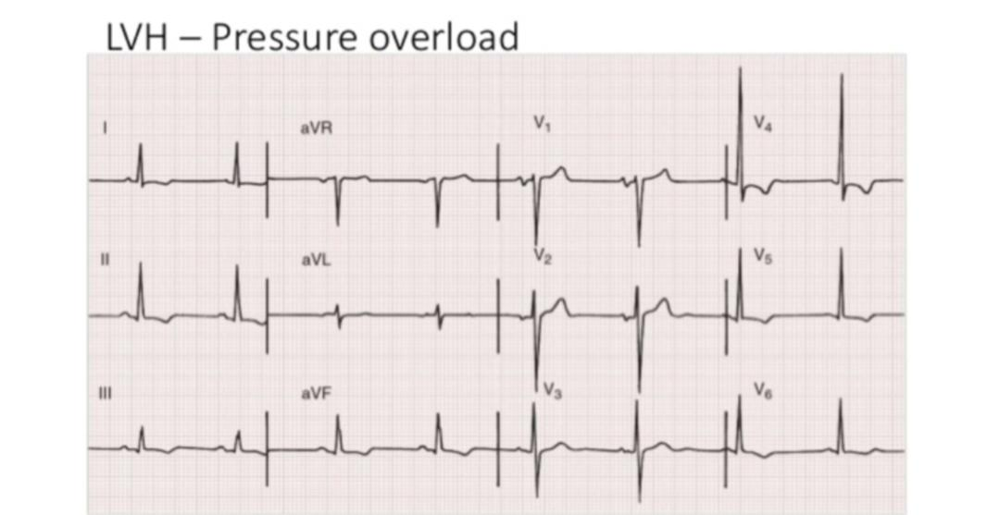 LVH – Pressure overload
I aVR V1 V4
II aVL V2 V5
III aVF V3 V6